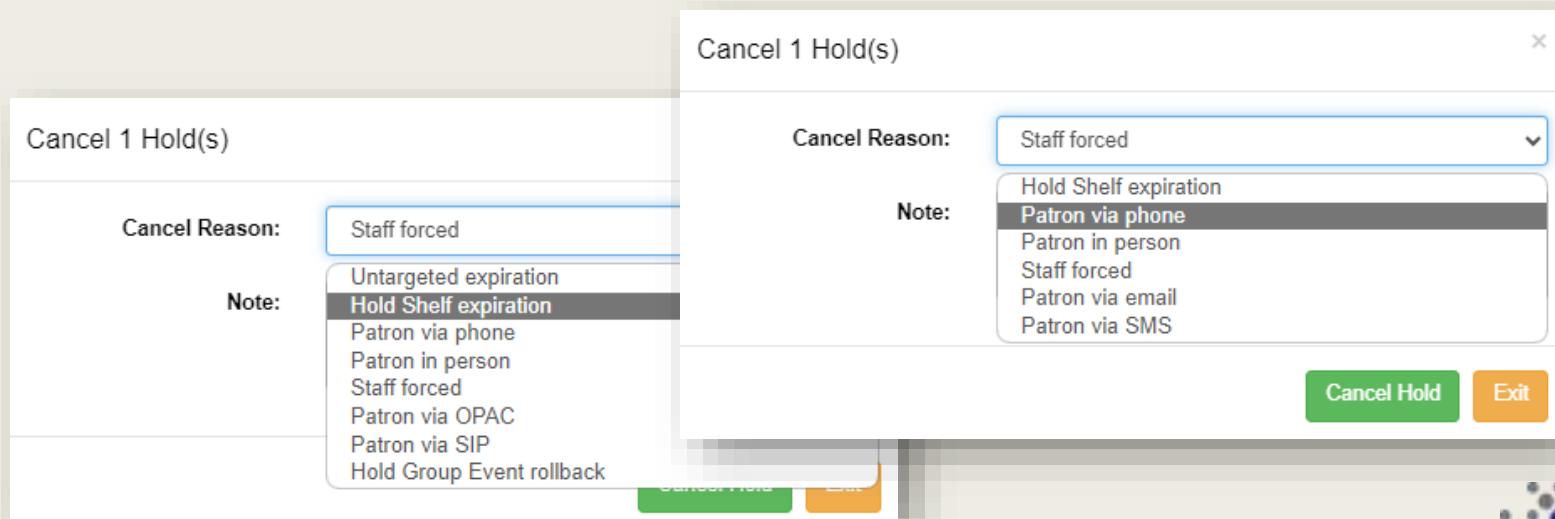 Cancel 1 Hold(s)
Cancel Reason:
Staff forced
Note:
Untargeted expiration
Hold Shelf expiration
Patron via phone
Patron in person
Staff forced
Patron via OPAC
Patron via SIP
Hold Group Event rollback
Cancel Hold
Exit
Cancel 1 Hold(s)
×
Cancel Reason:
Staff forced
Note:
Hold Shelf expiration
Patron via phone
Patron in person
Staff forced
Patron via email
Patron via SMS
Cancel Hold
Exit